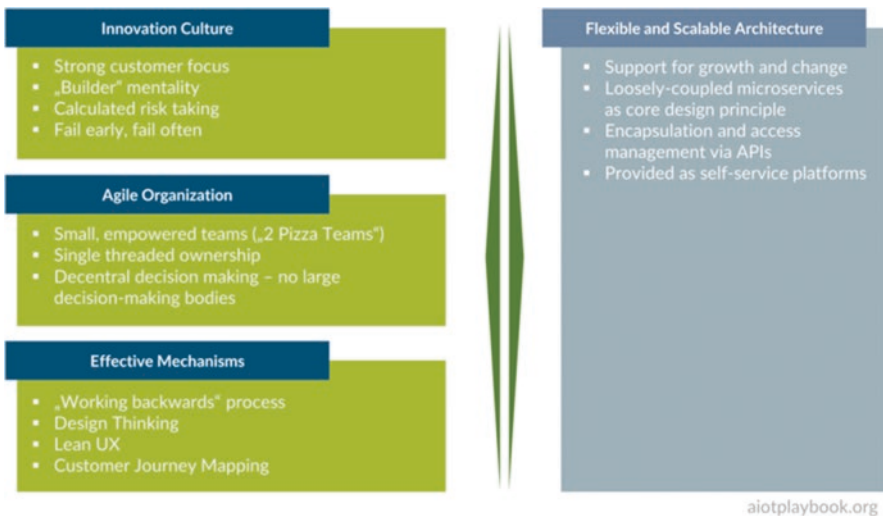 Innovation Culture
▪ Strong customer focus
▪ „Builder“ mentality
▪ Calculated risk taking
▪ Fail early, fail often
Agile Organization
▪ Small, empowered teams („2 Pizza Teams“)
▪ Single threaded ownership
▪ Decentral decision making – no large
decision-making bodies
Effective Mechanisms
▪ „Working backwards“ process
▪ Design Thinking
▪ Lean UX
▪ Customer Journey Mapping
Flexible and Scalable Architecture
▪ Support for growth and change
▪ Loosely-coupled microservices
as core design principle
▪ Encapsulation and access
management via APIs
▪ Provided as self-service platforms
aiotplaybook.org